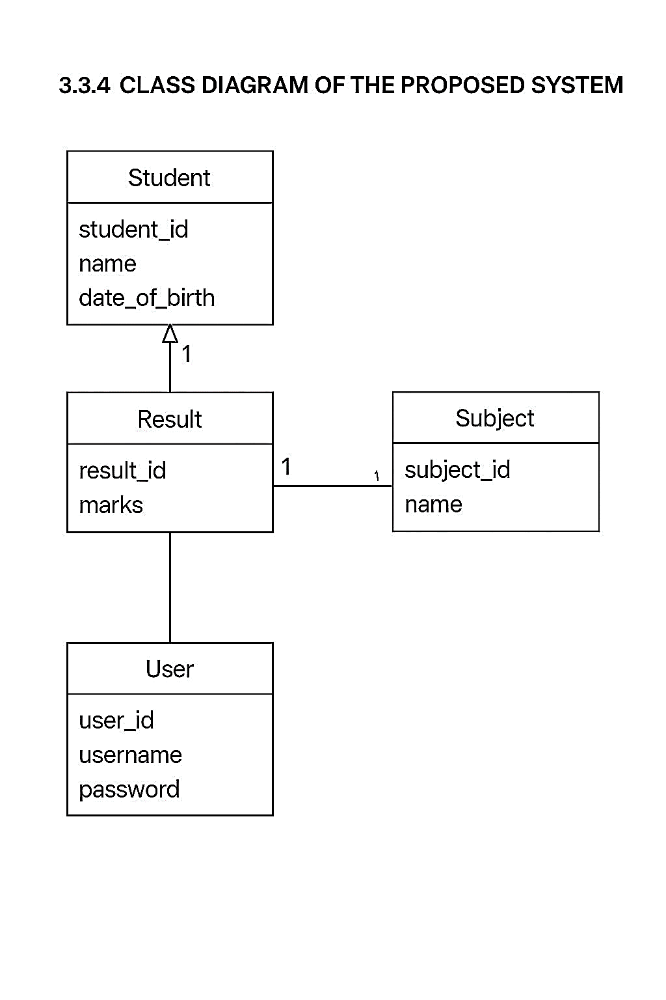 3.3.4 CLASS DIAGRAM OF THE PROPOSED SYSTEM
Student
student_id
name
date_of_birth
1
Result
result_id
marks
1
1
Subject
subject_id
name
User
user_id
username
password